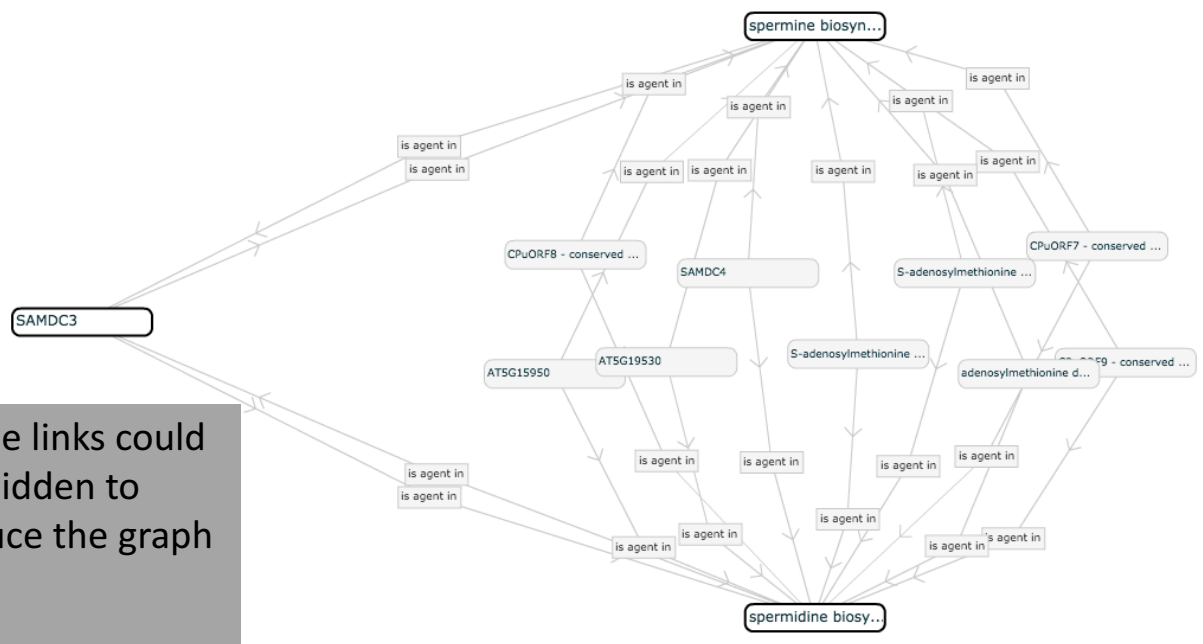 spermine biosyn...
is agent in
is agent in
is agent in
is agent in
is agent in
is agent in
is agent in
is agent in
is agent in
is agent in
is agent in
is agent in
CPuORF8 - conserved ...
CPuORF7 - conserved ...
SAMDC4
S-adenosylmethionine ...
SAMDC3
S-adenosylmethionine ...
AT5G19530
AT5G15950
- conserved ...
adenosylmethionine d...
e links could
idden to
uce the graph
is agent in
is agent in
is agent in
is agent in
is agent in
is agent in
is agent in
is agent in
is agent in
is agent in
is agent in
spermidine biosy...